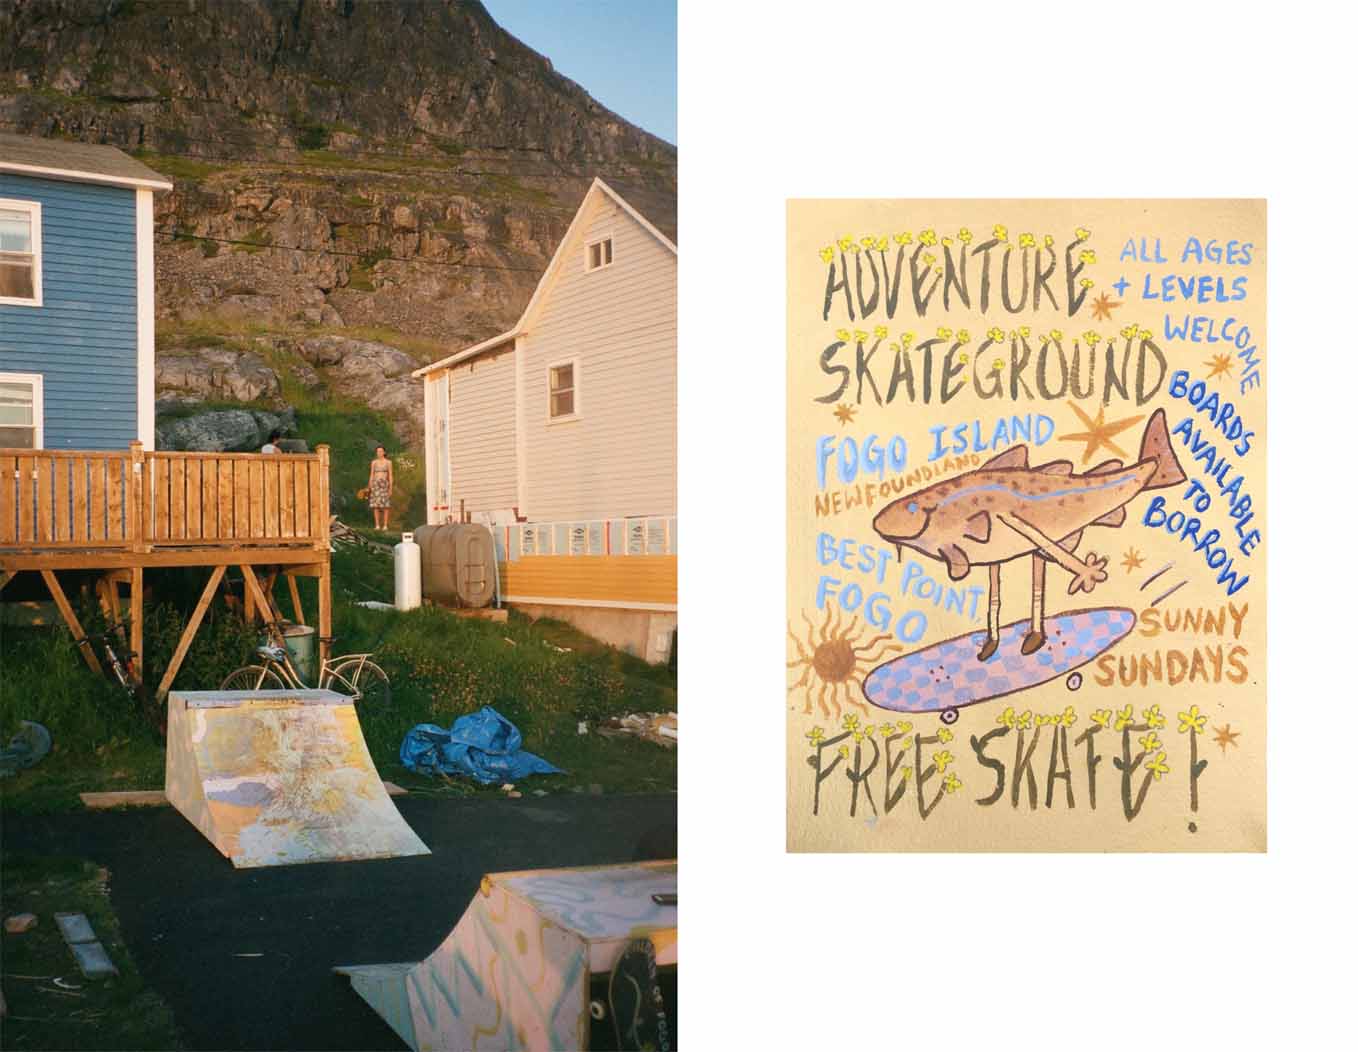 ADVENTURE
SKATEGROUND
ALL AGES
+ LEVELS
WELCOME
BOARDS
AVAILABLE
TO
BORROW
FOGO ISLAND
NEWFOUNDLAND
BEST POINT,
FOGO
SUNNY
SUNDAYS
FREE SKATE!